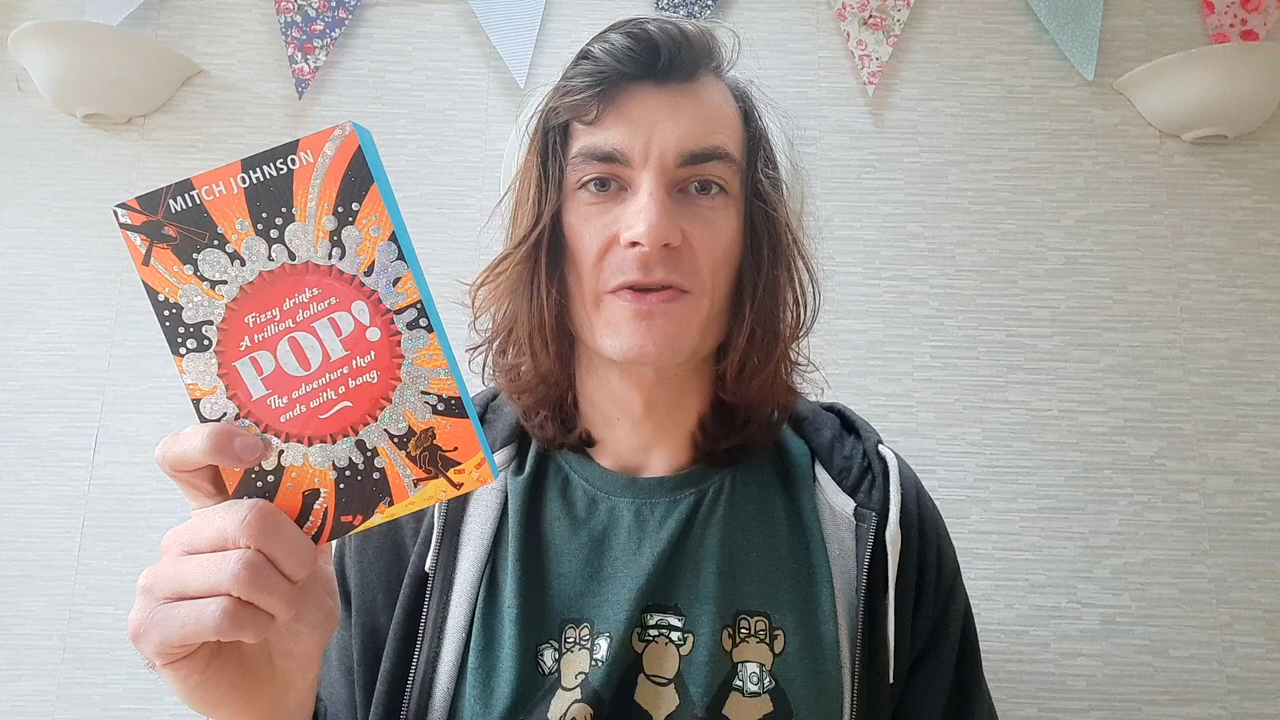 MITCH JOHNSON
Fizzy drinks.
A trillion dollars.
POP!
The adventure that
ends with a bang.